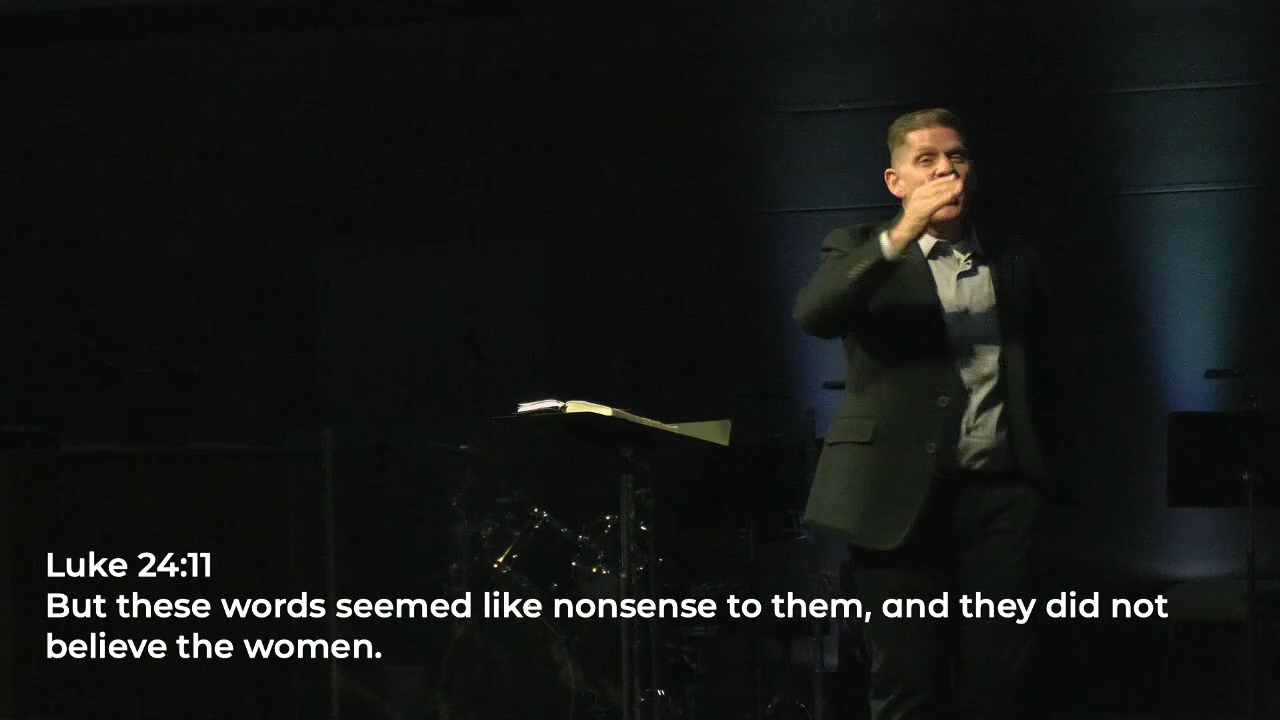 Luke 24:11
But these words seemed like nonsense to them, and they did not
believe the women.